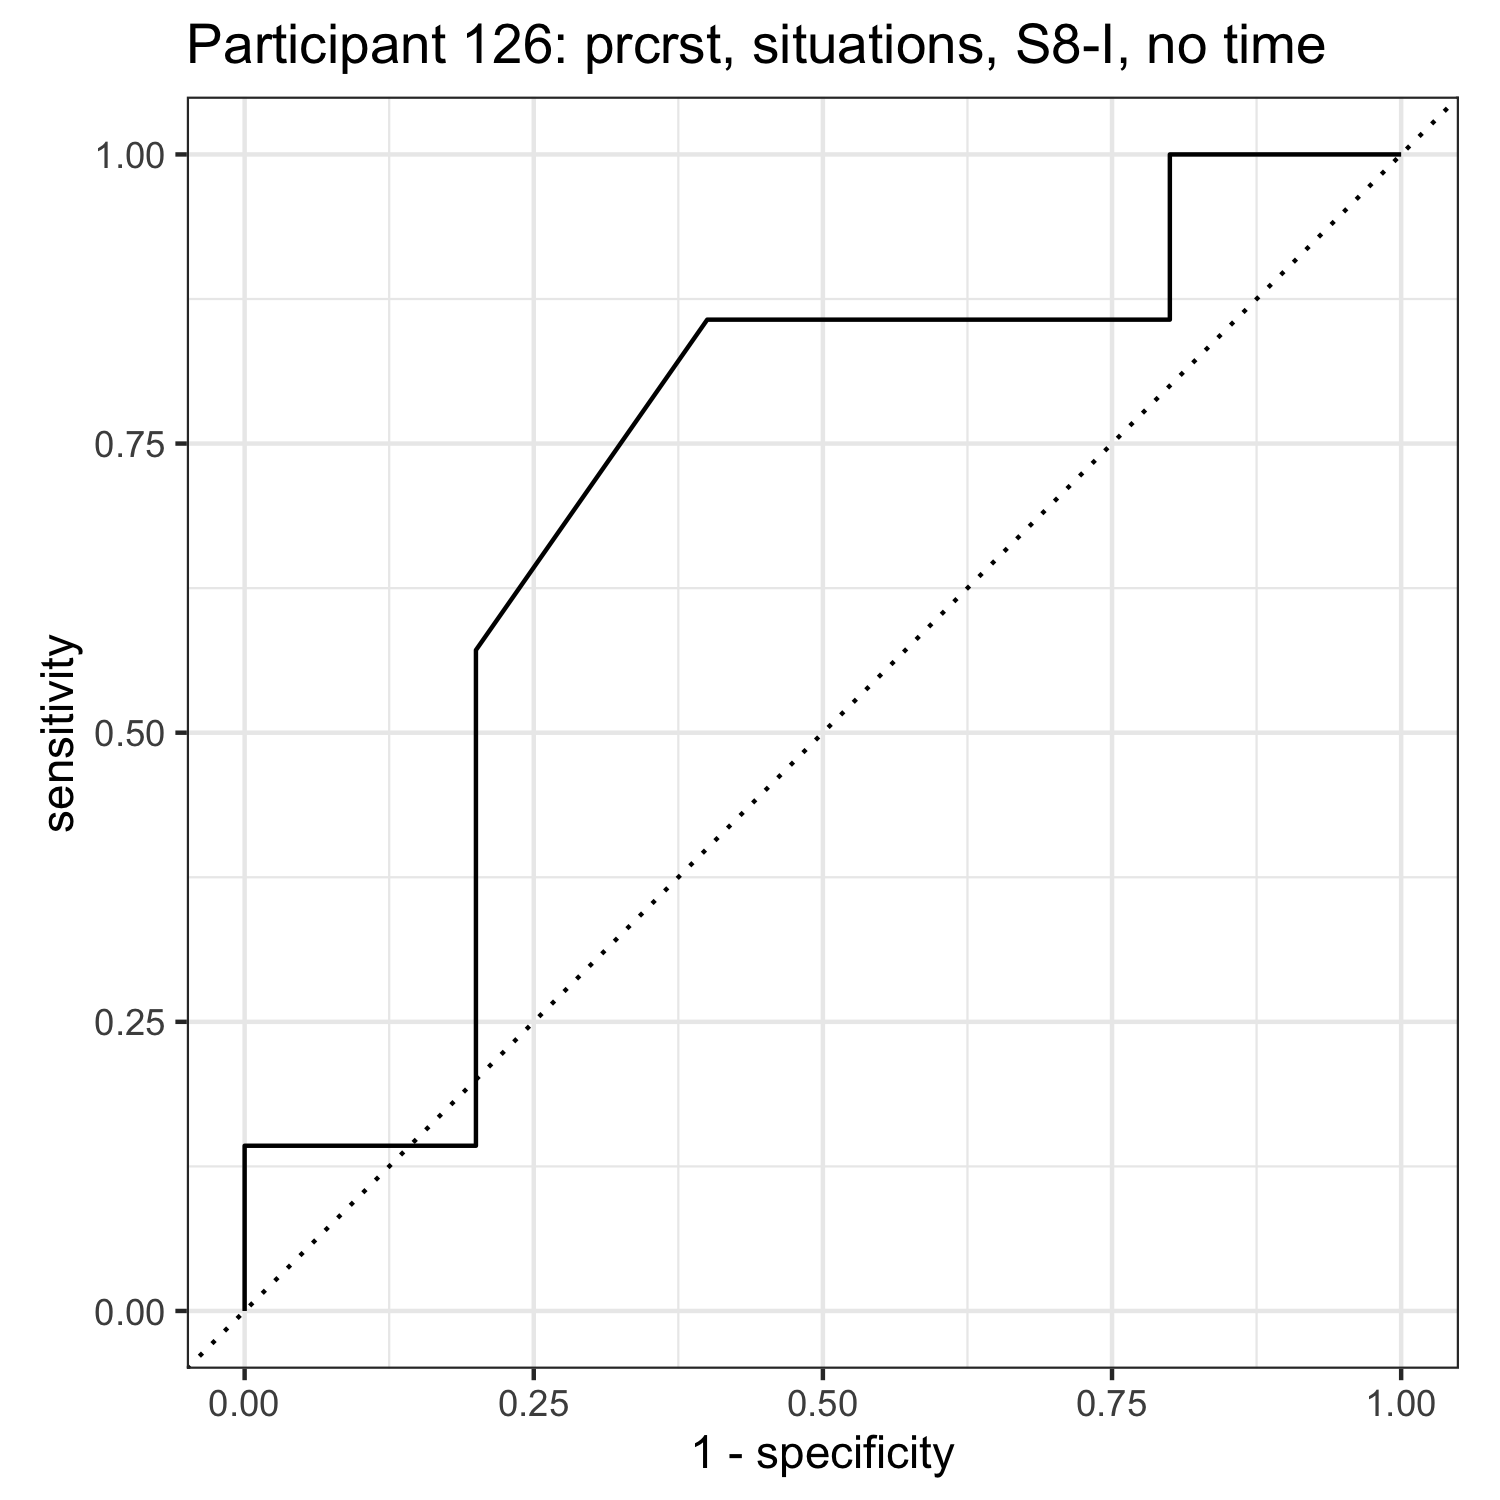 Participant 126: prcrst, situations, S8-I, no time
1.00
0.75
0.50
0.25
0.00
sensitivity
0.00 0.25 0.50 0.75 1.00
1 - specificity